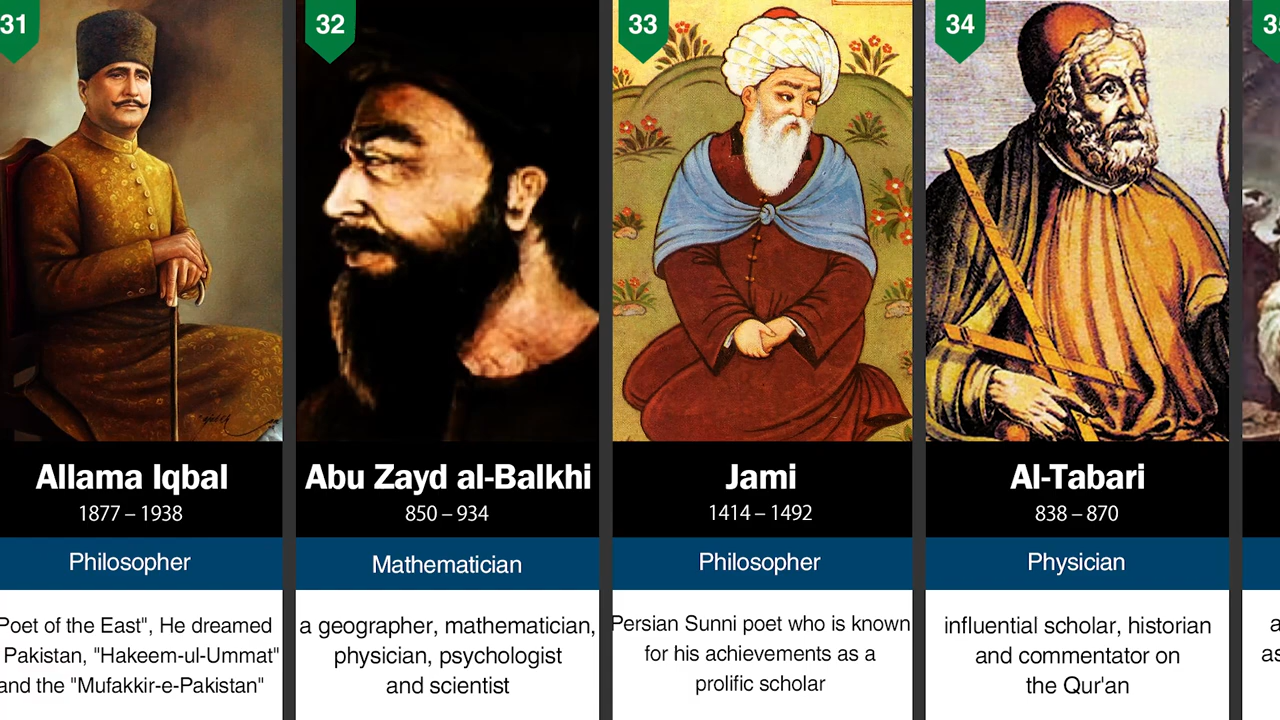 31
Allama Iqbal
1877 – 1938
Philosopher
Poet of the East", He dreamed
Pakistan, "Hakeem-ul-Ummat"
and the "Mufakkir-e-Pakistan"
32
Abu Zayd al-Balkhi
850 – 934
Mathematician
a geographer, mathematician,
physician, psychologist
and scientist
33
Jami
1414 – 1492
Philosopher
Persian Sunni poet who is known
for his achievements as a
prolific scholar
34
Al-Tabari
838 – 870
Physician
influential scholar, historian
and commentator on
the Qur'an